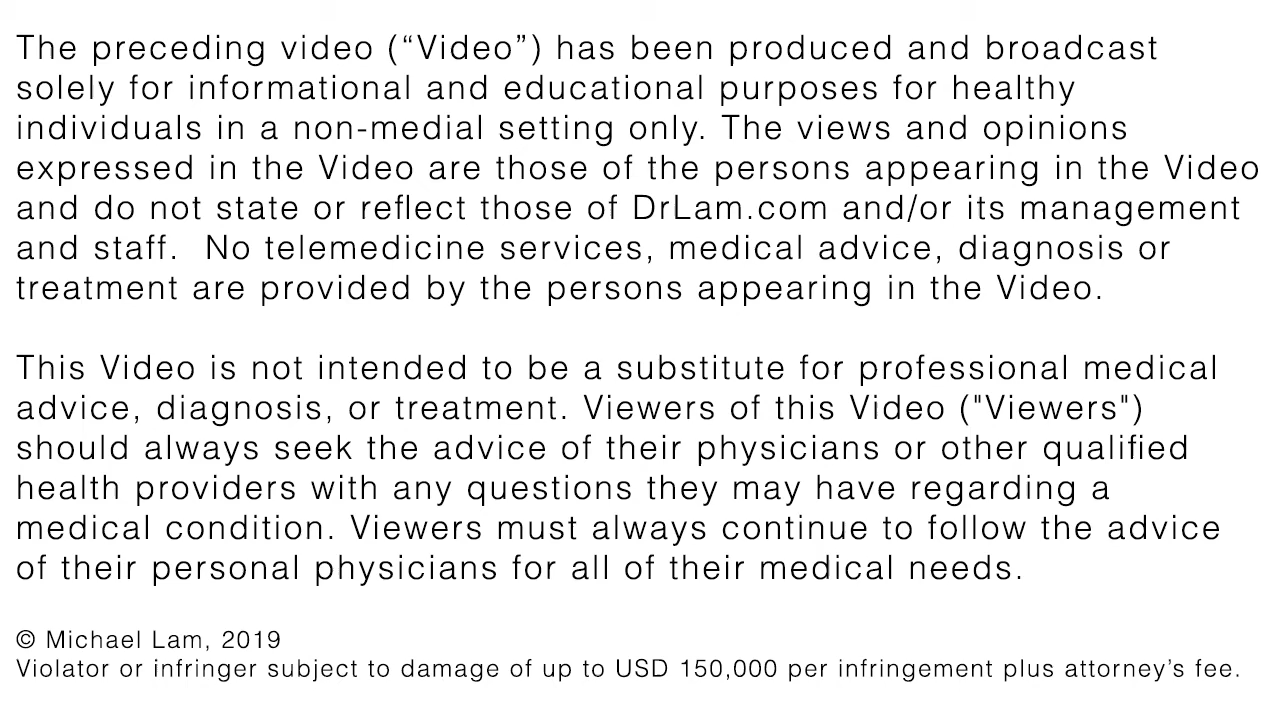 The preceding video (“Video”) has been produced and broadcast
solely for informational and educational purposes for healthy
individuals in a non-medial setting only. The views and opinions
expressed in the Video are those of the persons appearing in the Video
and do not state or reflect those of DrLam.com and/or its management
and staff.  No telemedicine services, medical advice, diagnosis or
treatment are provided by the persons appearing in the Video.
This Video is not intended to be a substitute for professional medical
advice, diagnosis, or treatment. Viewers of this Video ("Viewers")
should always seek the advice of their physicians or other qualified
health providers with any questions they may have regarding a
medical condition. Viewers must always continue to follow the advice
of their personal physicians for all of their medical needs.
© Michael Lam, 2019
Violator or infringer subject to damage of up to USD 150,000 per infringement plus attorney’s fee.